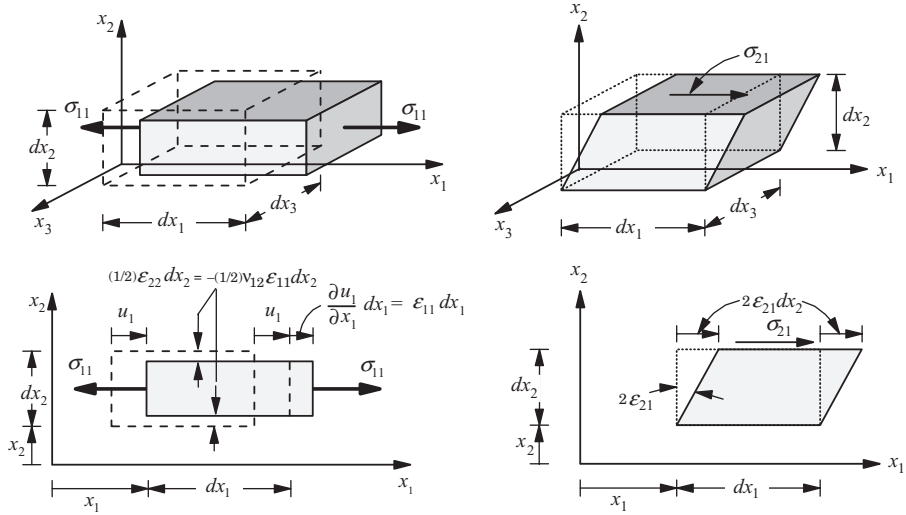 x₂
σ₁₁
σ₁₁
dx₂
x₁
x₃
dx₁
dx₃
x₂
σ₂₁
dx₂
x₁
x₃
dx₁
dx₃
(1/2)ε₂₂ dx₂ = -(1/2)ν₁₂ ε₁₁ dx₂
x₂
u₁
u₁
∂u₁/∂x₁ dx₁ = ε₁₁ dx₁
σ₁₁
σ₁₁
dx₂
x₂
x₁
dx₁
x₁
x₂
2ε₂₁dx₂
σ₂₁
dx₂
2ε₂₁
x₂
x₁
x₁
dx₁